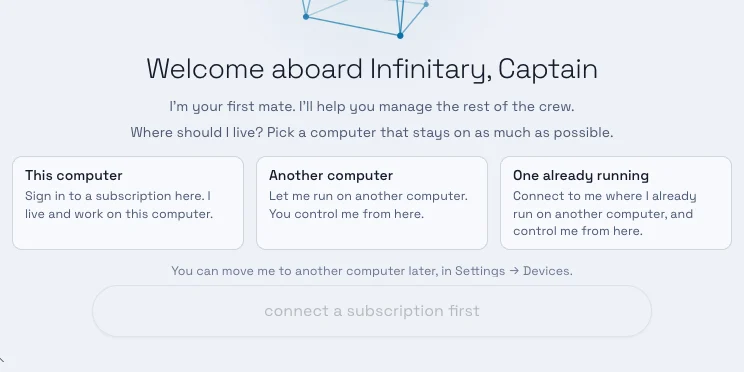 Welcome aboard Infinitary, Captain
I'm your first mate. I'll help you manage the rest of the crew.
Where should I live? Pick a computer that stays on as much as possible.
This computer
Sign in to a subscription here. I
live and work on this computer.
Another computer
Let me run on another computer.
You control me from here.
One already running
Connect to me where I already
run on another computer, and
control me from here.
You can move me to another computer later, in Settings → Devices.
connect a subscription first